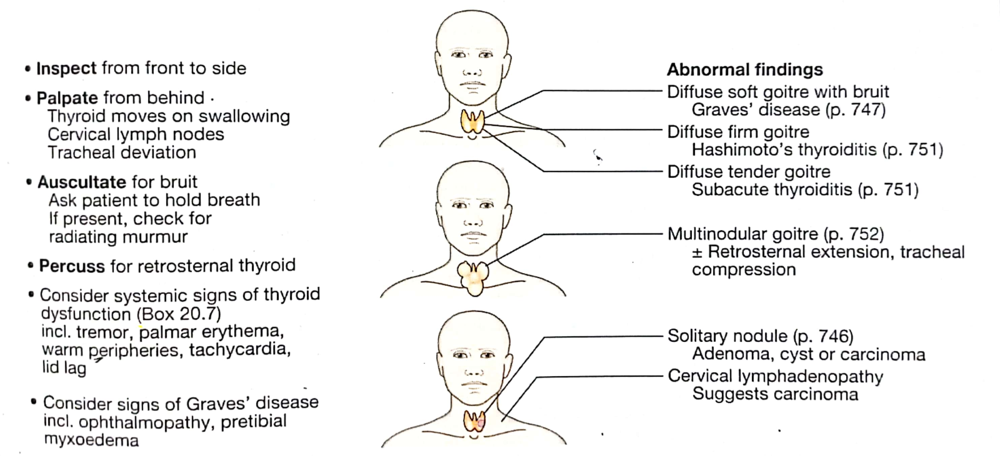 • Inspect from front to side
• Palpate from behind
Thyroid moves on swallowing
Cervical lymph nodes
Tracheal deviation
• Auscultate for bruit
Ask patient to hold breath
If present, check for
radiating murmur
• Percuss for retrosternal thyroid
• Consider systemic signs of thyroid
dysfunction (Box 20.7)
incl. tremor, palmar erythema,
warm peripheries, tachycardia,
lid lag
• Consider signs of Graves’ disease
incl. ophthalmopathy, pretibial
myxoedema
Abnormal findings
Diffuse soft goitre with bruit
Graves’ disease (p. 747)
Diffuse firm goitre
Hashimoto’s thyroiditis (p. 751)
Diffuse tender goitre
Subacute thyroiditis (p. 751)
Multinodular goitre (p. 752)
± Retrosternal extension, tracheal
compression
Solitary nodule (p. 746)
Adenoma, cyst or carcinoma
Cervical lymphadenopathy
Suggests carcinoma